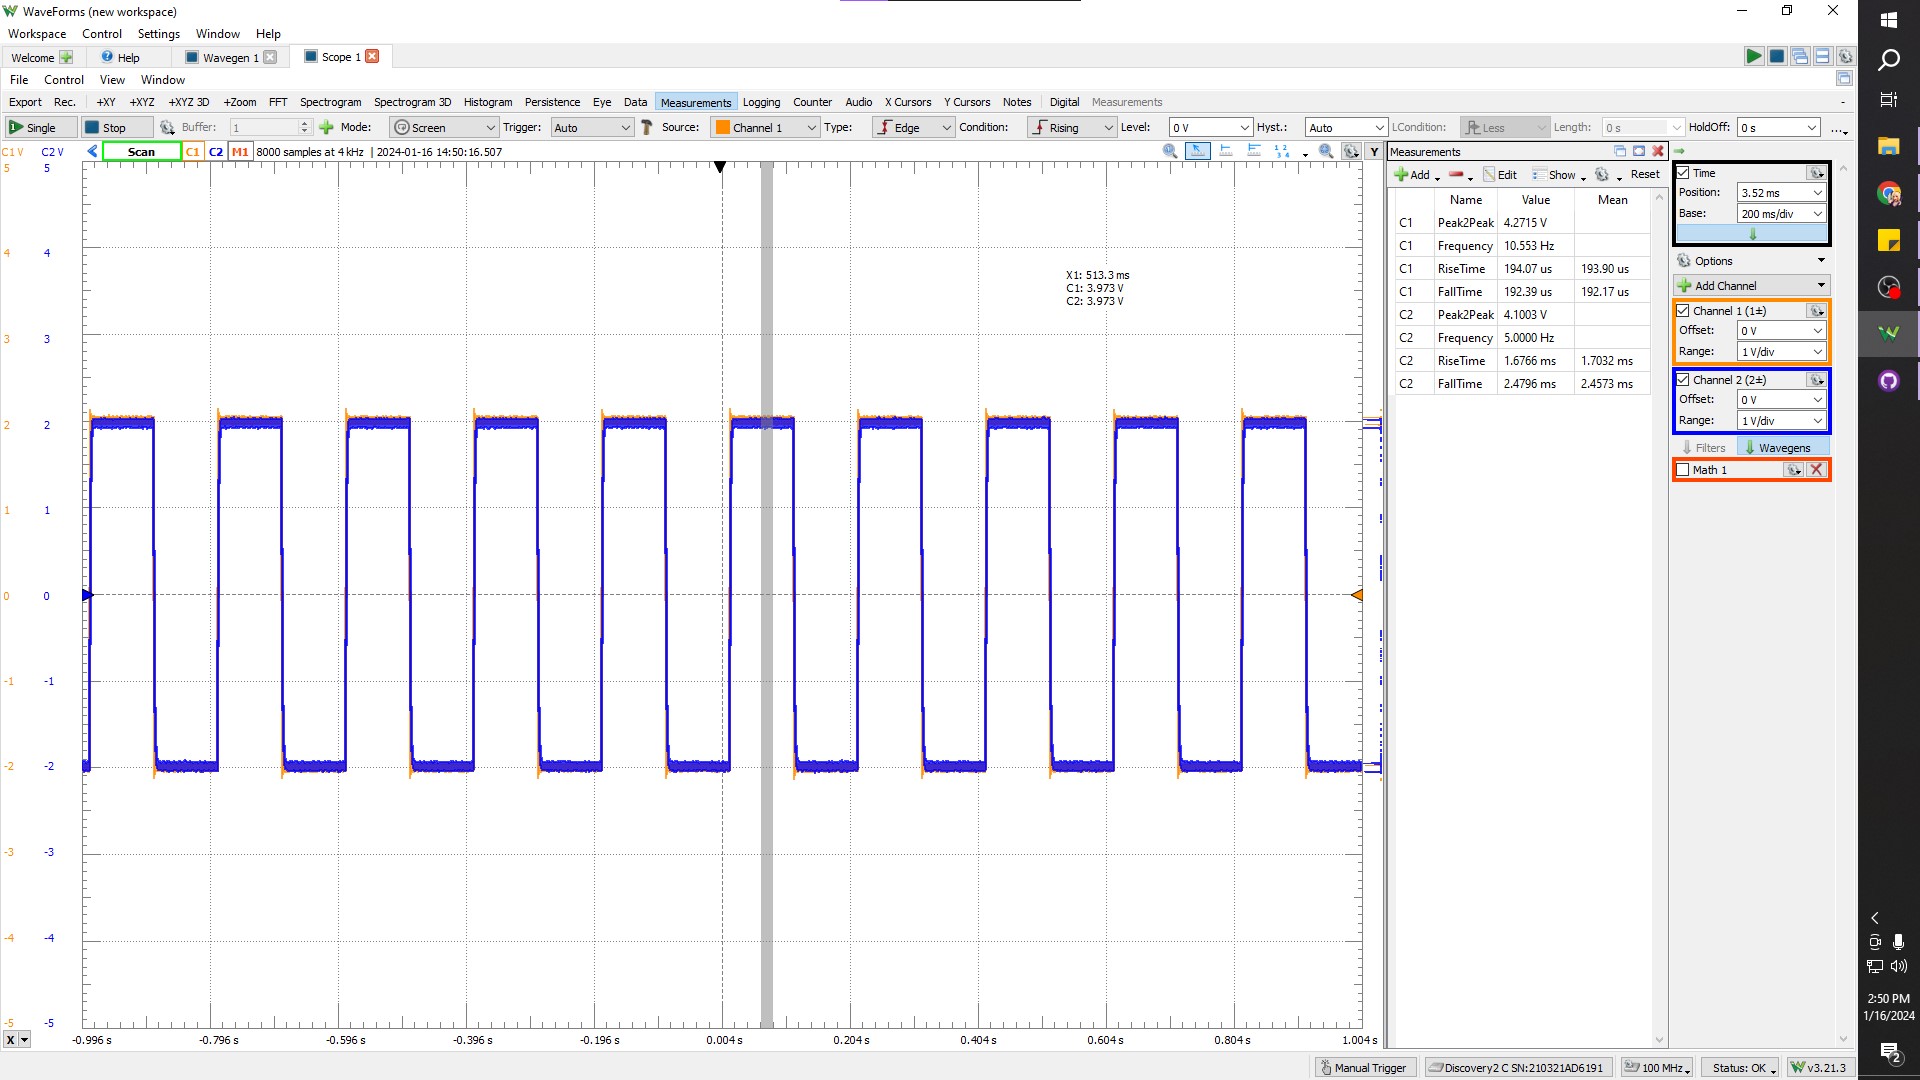 WaveForms (new workspace)
Workspace Control Settings Window Help
Welcome Help Wavegen 1 Scope 1
File Control View Window
Export Rec. +XY +XYZ +XYZ 3D +Zoom FFT Spectrogram Spectrogram 3D Histogram Persistence Eye Data Measurements Logging Counter Audio X Cursors Y Cursors Notes Digital Measurements
Single Stop Buffer: 1 Mode: Screen Trigger: Auto Source: Channel 1 Type: Edge Condition: Rising Level: 0 V Hyst.: Auto LCondition: Less Length: 0 s HoldOff: 0 s ...
C1 V C2 V Scan C1 C2 M1 8000 samples at 4 kHz | 2024-01-16 14:50:16.507 Y
5 5
4 4
3 3
2 2
1 1
0 0
-1 -1
-2 -2
-3 -3
-4 -4
-5 -5
X1: 513.3 ms
C1: 3.973 V
C2: 3.973 V
X -0.996 s -0.796 s -0.596 s -0.396 s -0.196 s 0.004 s 0.204 s 0.404 s 0.604 s 0.804 s 1.004 s
Measurements
Add Edit Show Reset
Name Value Mean
C1 Peak2Peak 4.2715 V
C1 Frequency 10.553 Hz
C1 RiseTime 194.07 us 193.90 us
C1 FallTime 192.39 us 192.17 us
C2 Peak2Peak 4.1003 V
C2 Frequency 5.0000 Hz
C2 RiseTime 1.6766 ms 1.7032 ms
C2 FallTime 2.4796 ms 2.4573 ms
Time
Position: 3.52 ms
Base: 200 ms/div
Options
Add Channel
Channel 1 (1±)
Offset: 0 V
Range: 1 V/div
Channel 2 (2±)
Offset: 0 V
Range: 1 V/div
Filters Wavegens
Math 1
Manual Trigger Discovery2 C SN:210321AD6191 100 MHz Status: OK v3.21.3
2:50 PM
1/16/2024
2